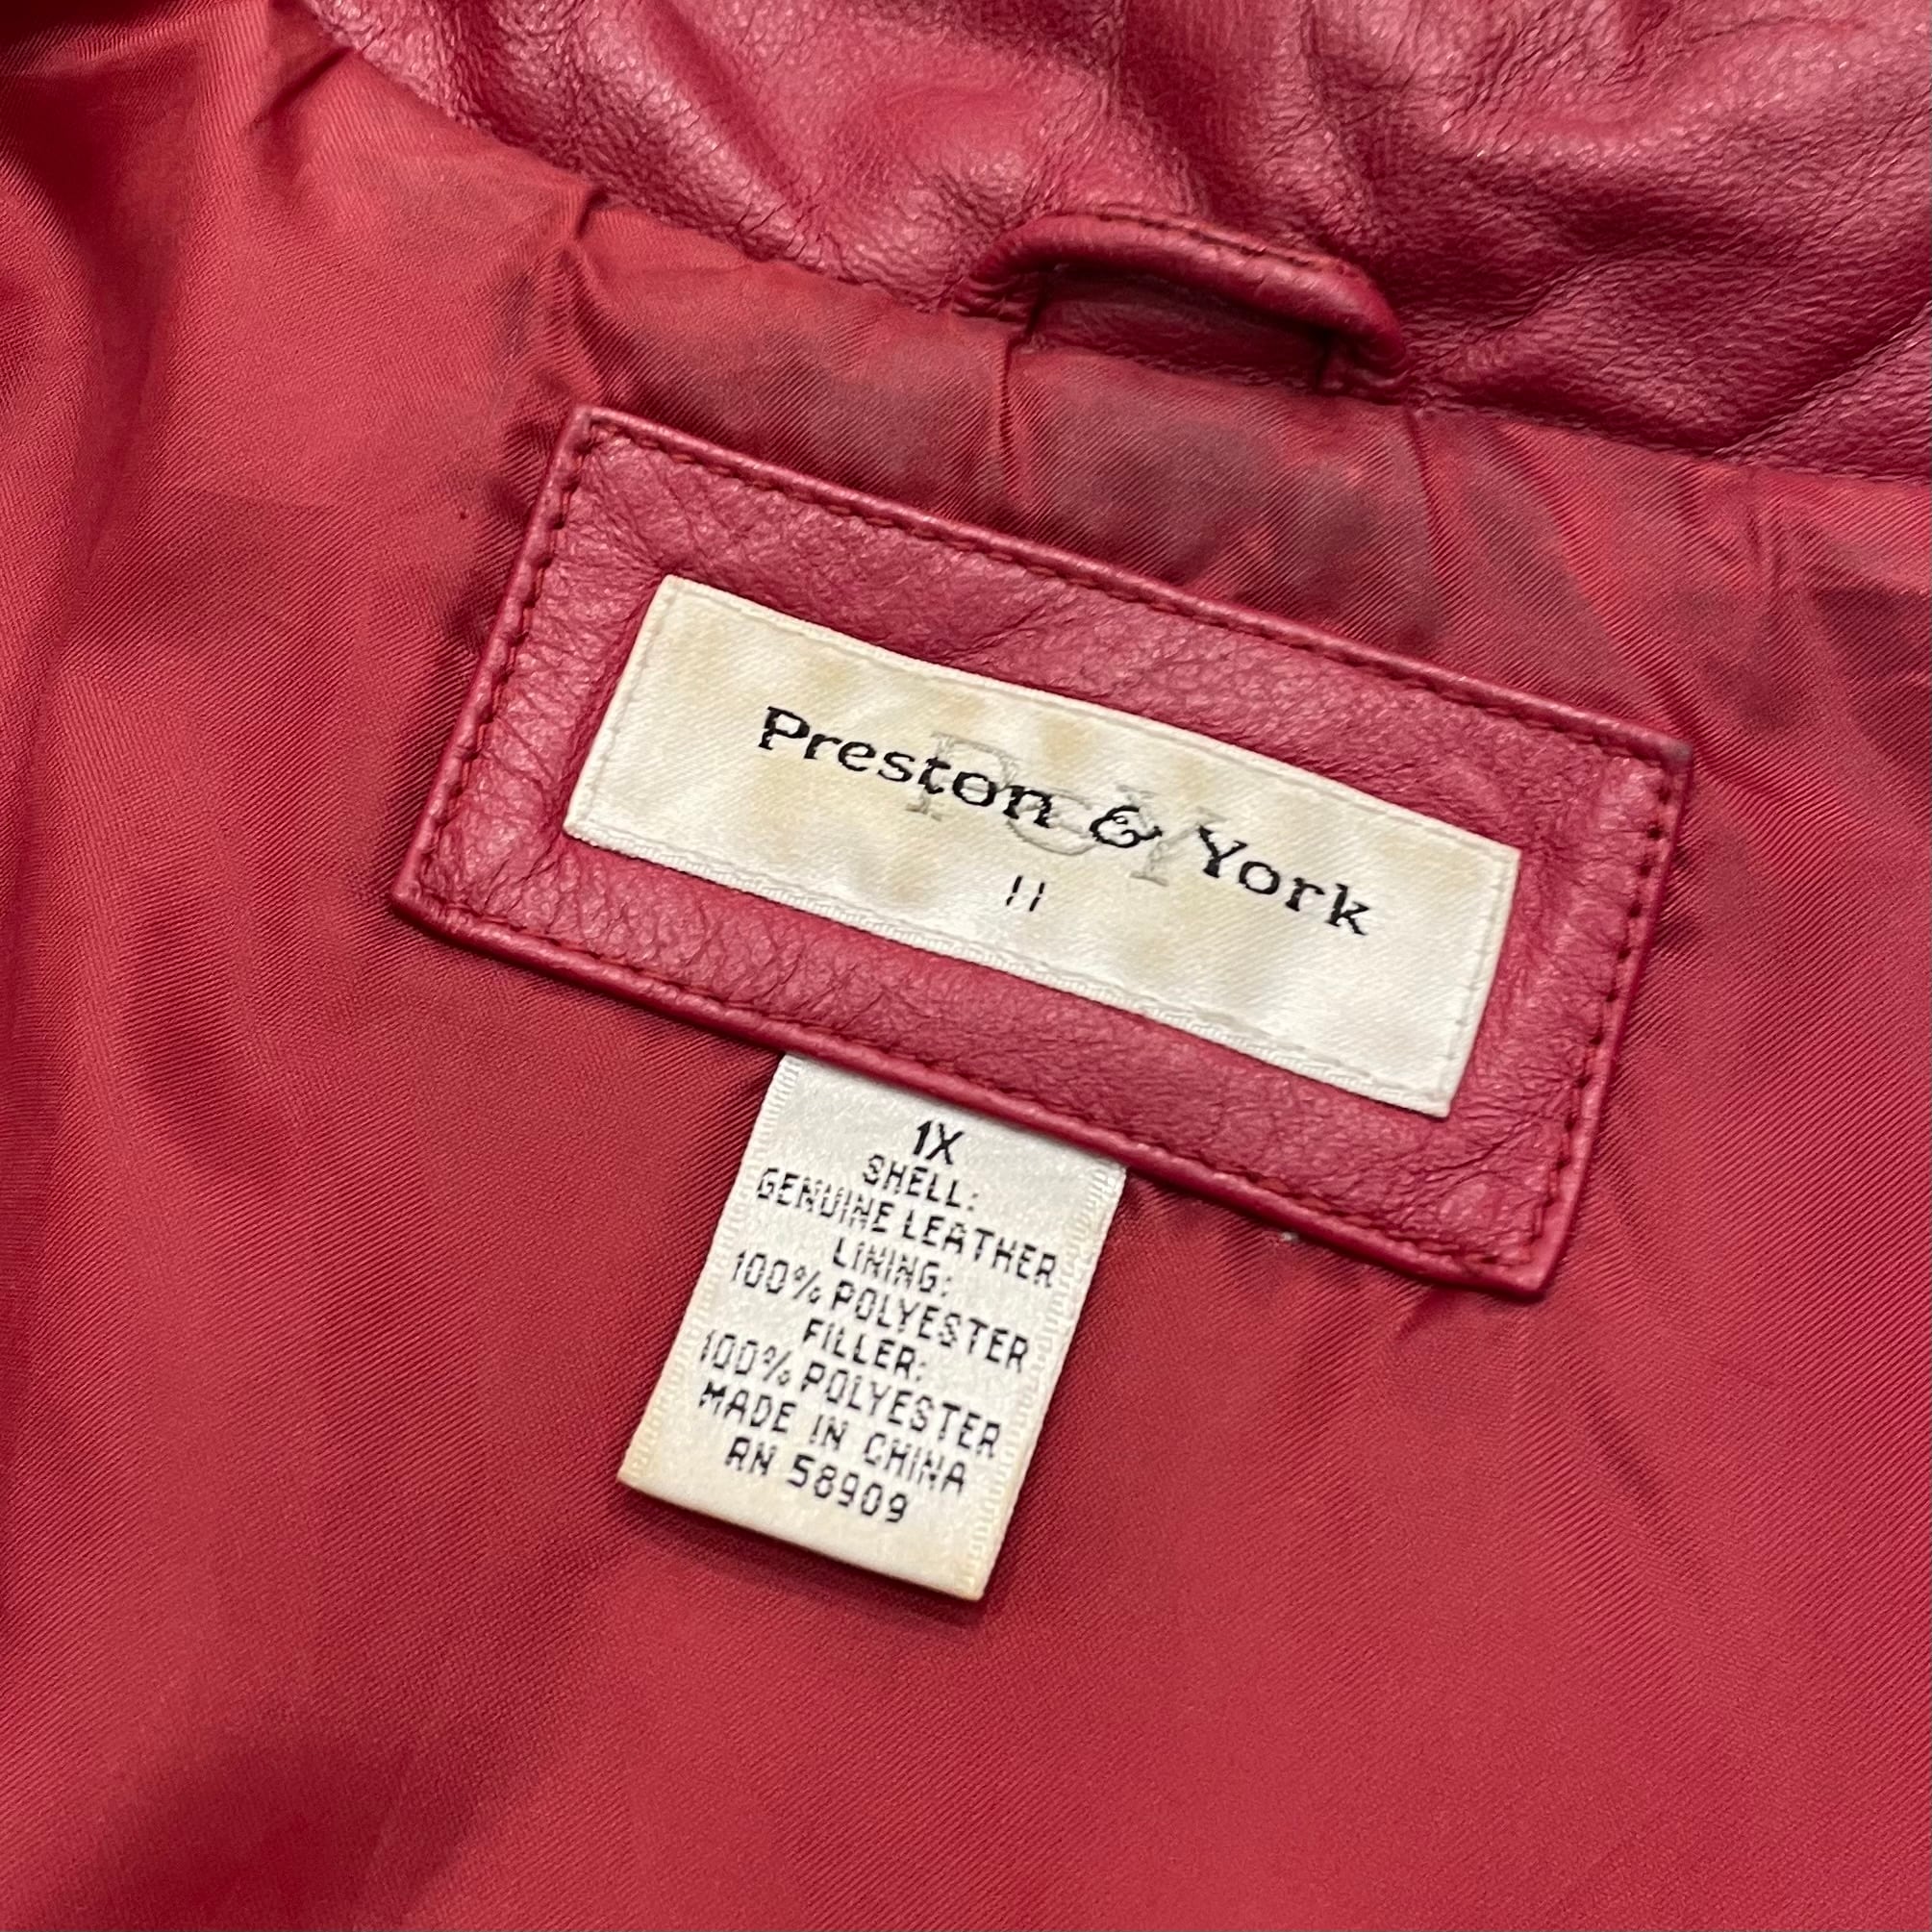 Preston & York
P&Y
II
1X
SHELL:
GENUINE LEATHER
LINING:
100% POLYESTER
FILLER:
100% POLYESTER
MADE IN CHINA
RN 58909